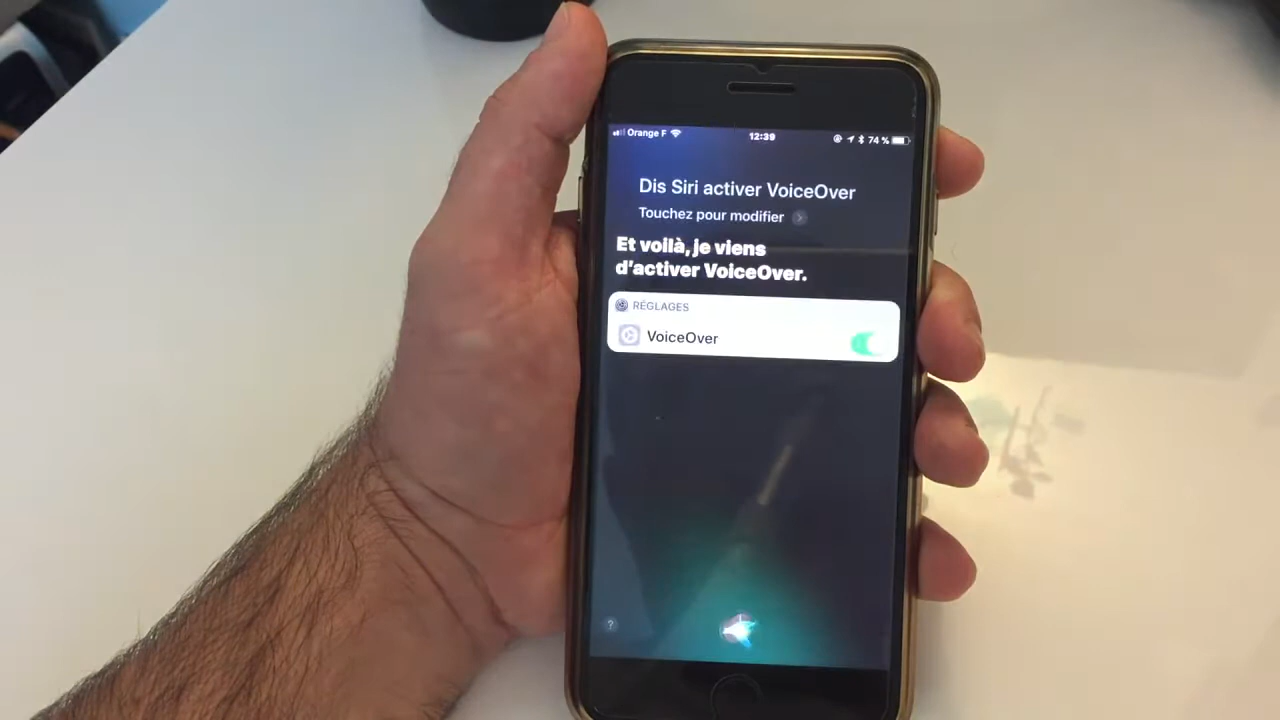 Orange F 12:39 74 %
Dis Siri activer VoiceOver
Touchez pour modifier
Et voilà, je viens
d'activer VoiceOver.
RÉGLAGES
VoiceOver
?